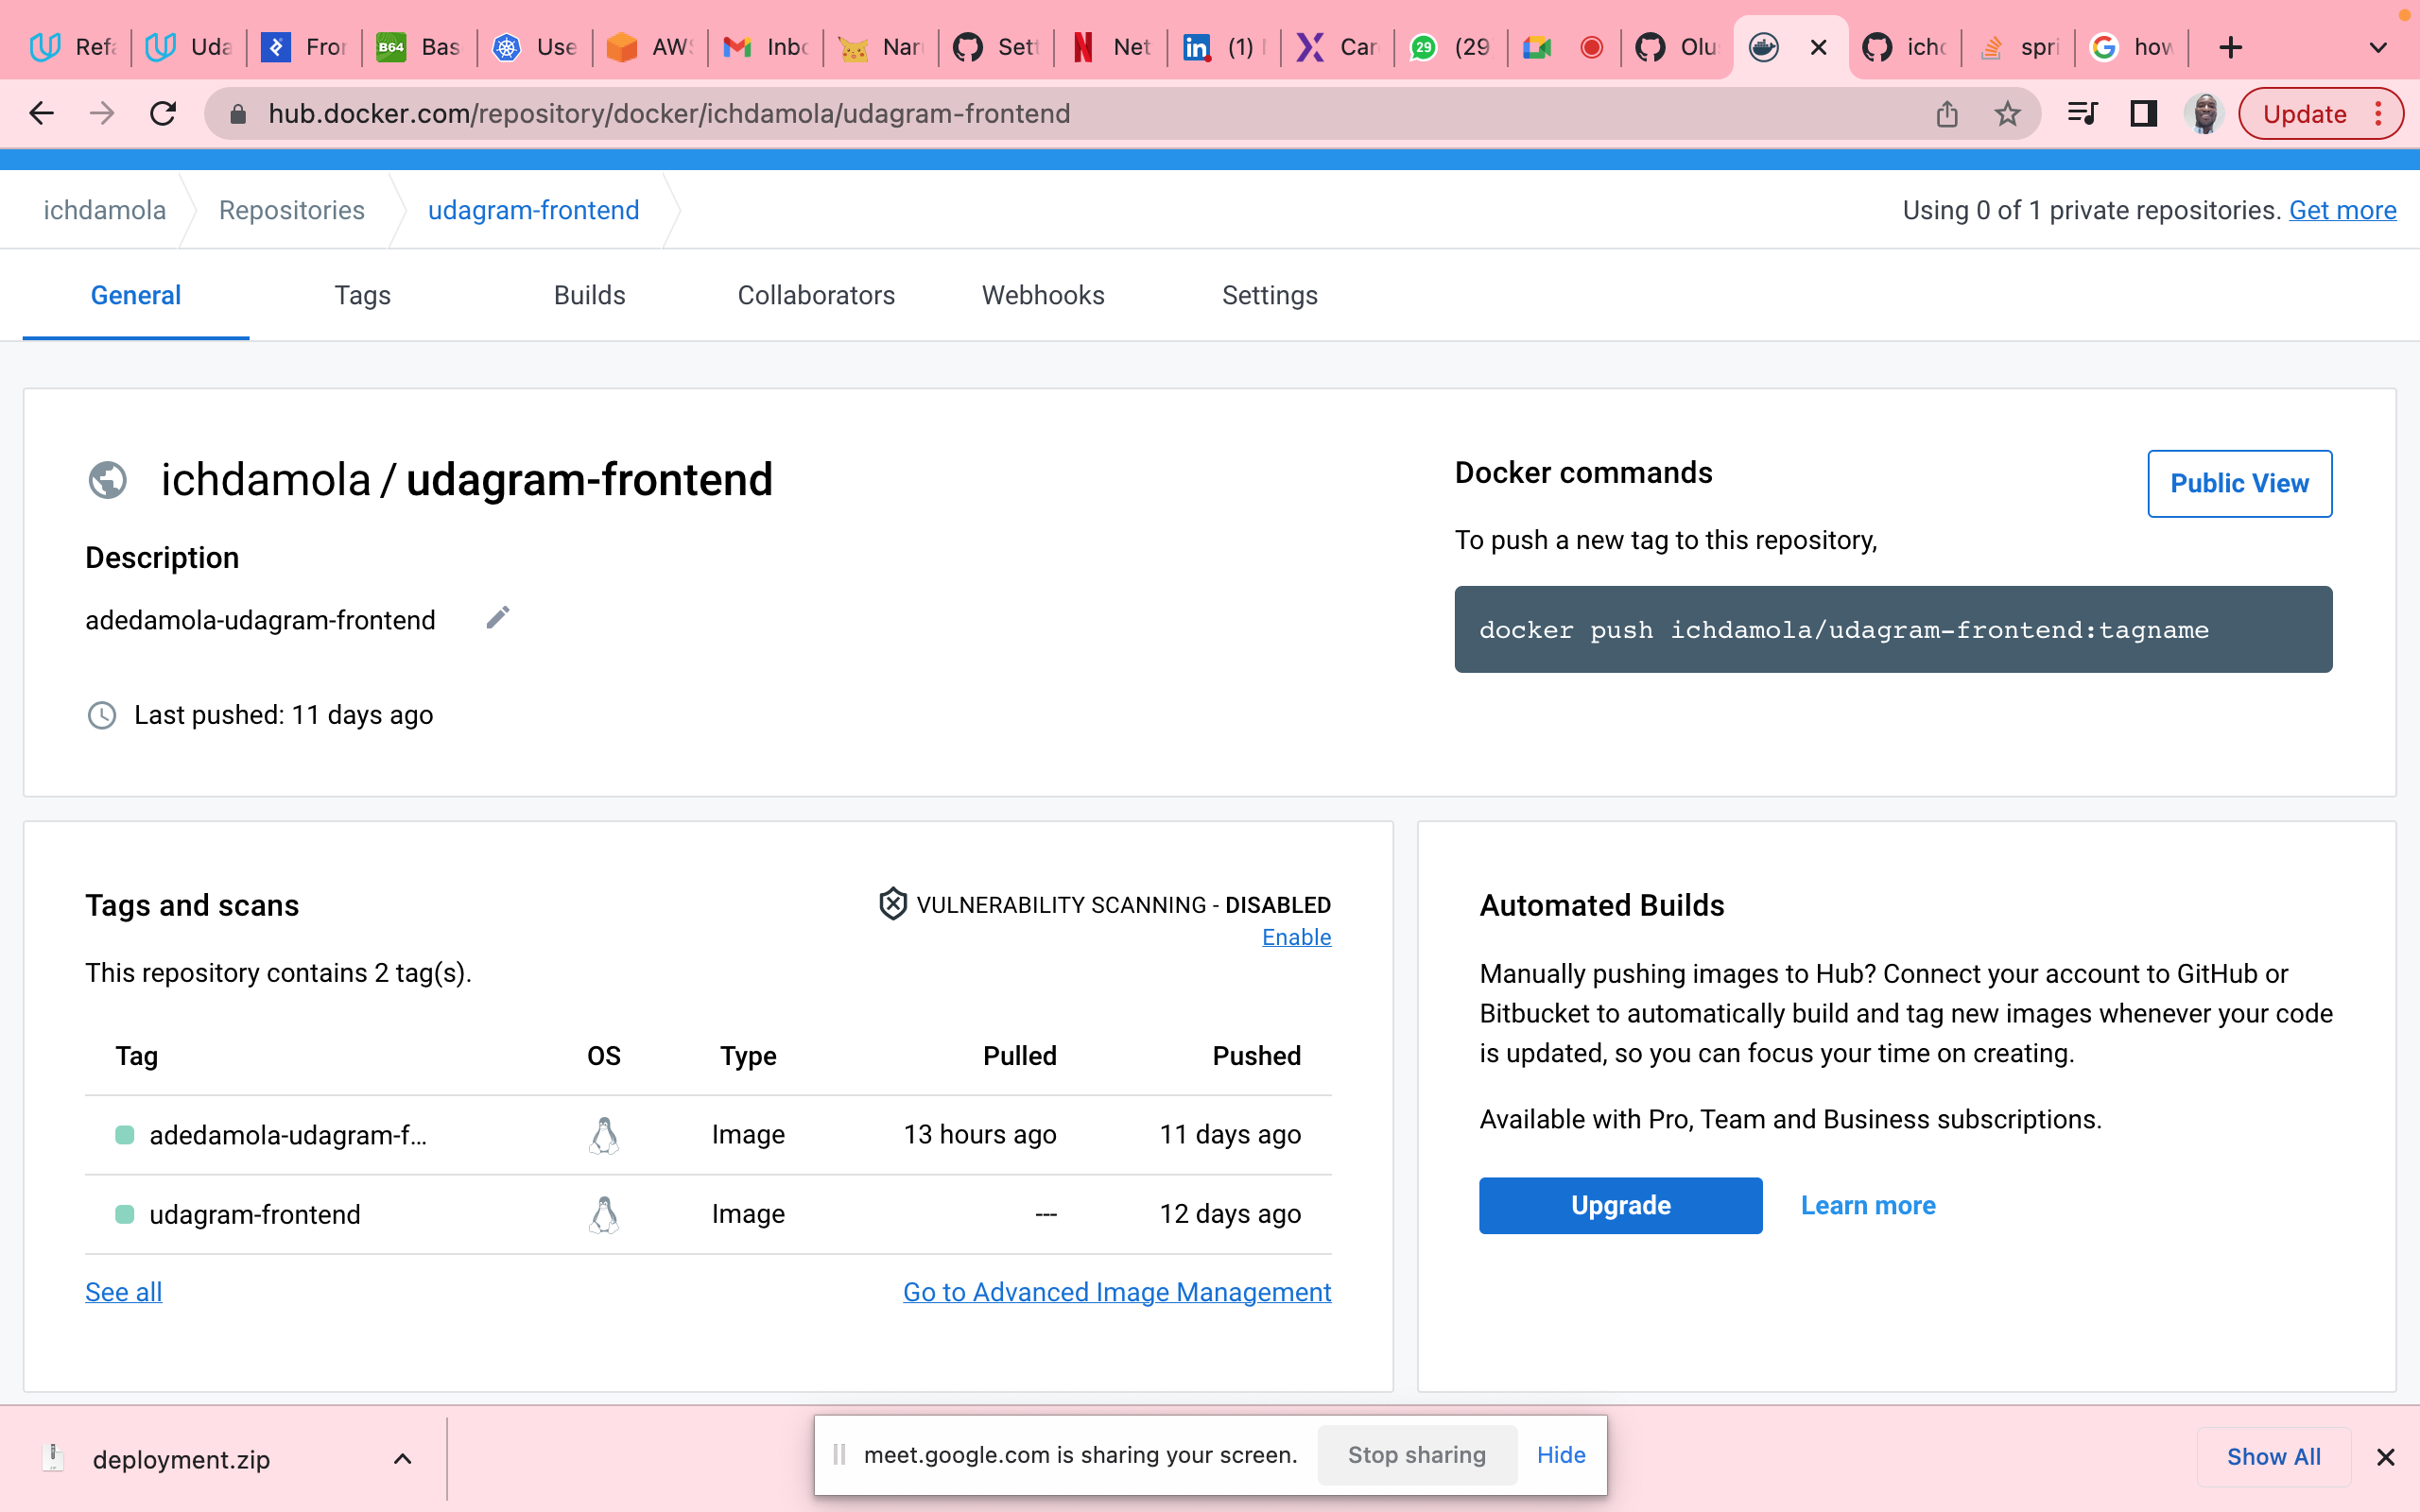 Refa Uda Fron B64 Bas Use AWS Inbo Nar Sett N Net in (1) Car 29 (29 Olu icho spri how
hub.docker.com/repository/docker/ichdamola/udagram-frontend Update
ichdamola Repositories udagram-frontend Using 0 of 1 private repositories. Get more
General Tags Builds Collaborators Webhooks Settings
ichdamola / udagram-frontend
Docker commands
Public View
Description
To push a new tag to this repository,
adedamola-udagram-frontend
docker push ichdamola/udagram-frontend:tagname
Last pushed: 11 days ago
Tags and scans
VULNERABILITY SCANNING - DISABLED
Enable
This repository contains 2 tag(s).
Tag OS Type Pulled Pushed
adedamola-udagram-f... Image 13 hours ago 11 days ago
udagram-frontend Image --- 12 days ago
See all Go to Advanced Image Management
Automated Builds
Manually pushing images to Hub? Connect your account to GitHub or
Bitbucket to automatically build and tag new images whenever your code
is updated, so you can focus your time on creating.
Available with Pro, Team and Business subscriptions.
Upgrade Learn more
deployment.zip
meet.google.com is sharing your screen. Stop sharing Hide
Show All